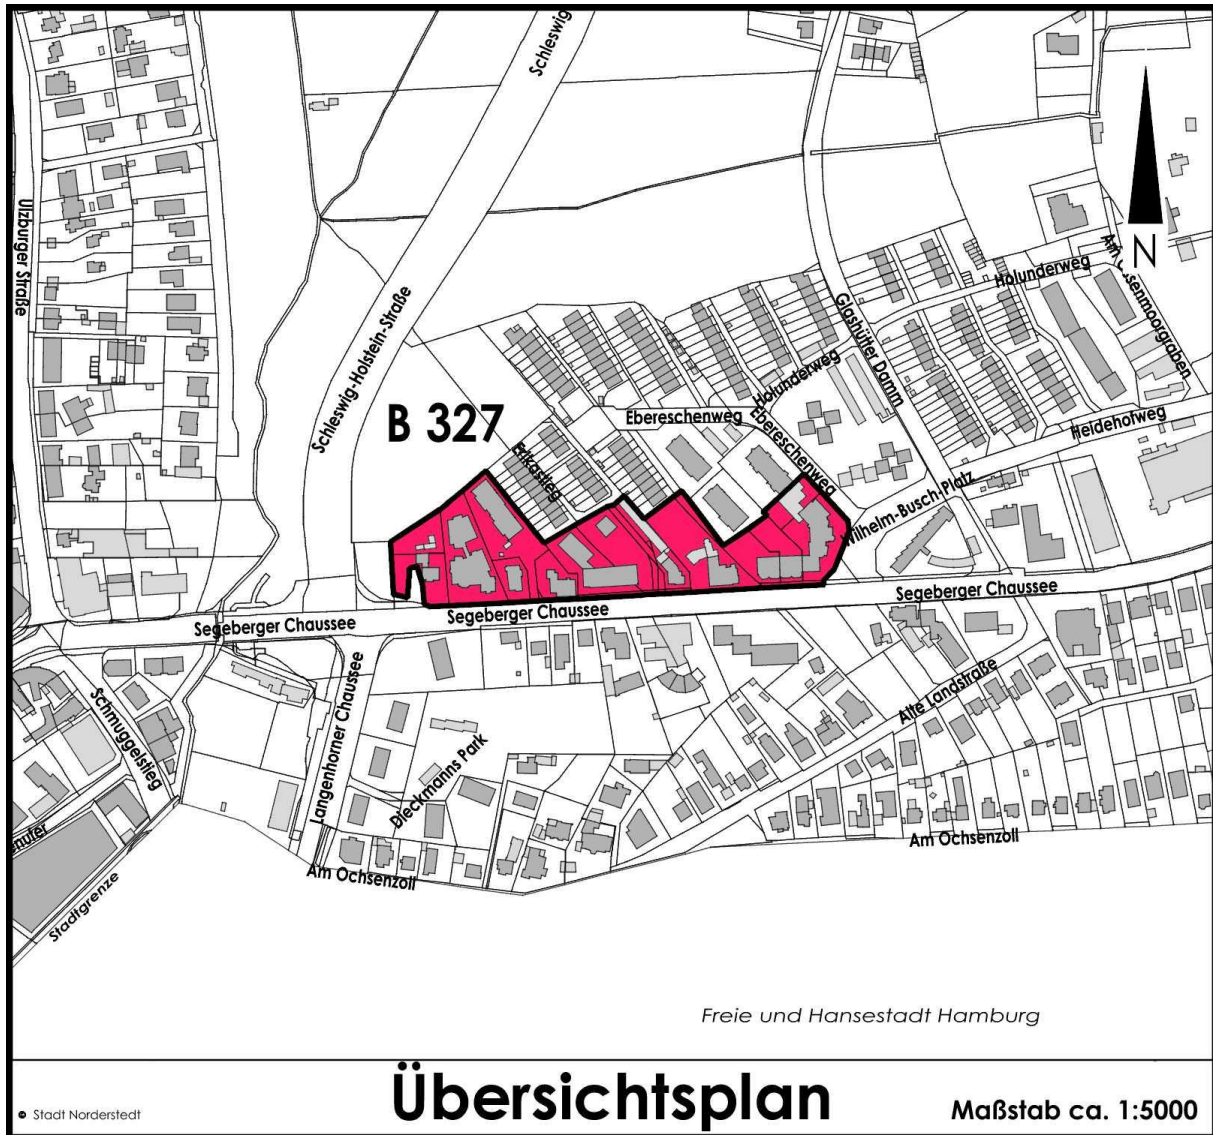 Schleswig
Ulzburger Straße
N
Holunderweg
Schleswig-Holstein-Straße
Glashütter Damm
Holunderweg
B 327
Ebereschenweg
Ebereschenweg
Heidehofweg
Erikastieg
Wilhelm-Busch-Platz
Segeberger Chaussee
Segeberger Chaussee
Segeberger Chaussee
Schmuggelstieg
Langenhorner Chaussee
Alte Landstraße
Dieckmanns Park
Am Ochsenzoll
Am Ochsenzoll
Stadtgrenze
Freie und Hansestadt Hamburg
Übersichtsplan
© Stadt Norderstedt
Maßstab ca. 1:5000